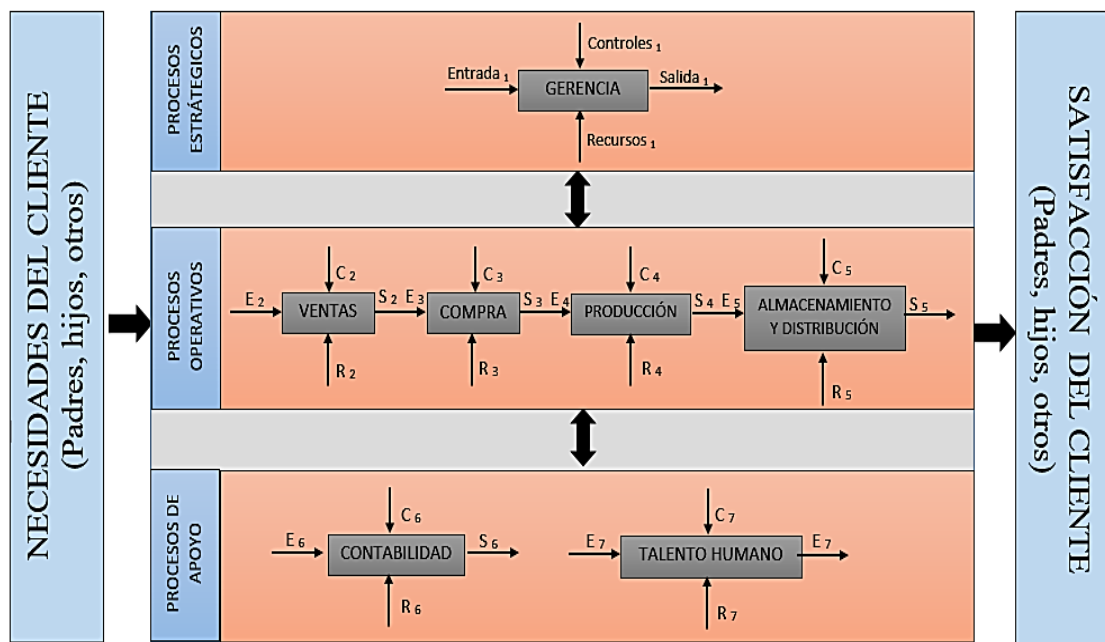 NECESIDADES DEL CLIENTE
(Padres, hijos, otros)
PROCESOS
ESTRÁTEGICOS
Controles 1
Entrada 1
GERENCIA
Salida 1
Recursos 1
PROCESOS
OPERATIVOS
C 2
E 2
VENTAS
S 2
R 2
C 3
E 3
COMPRA
S 3
R 3
C 4
E 4
PRODUCCIÓN
S 4
R 4
C 5
E 5
ALMACENAMIENTO
Y DISTRIBUCIÓN
S 5
R 5
PROCESOS DE
APOYO
C 6
E 6
CONTABILIDAD
S 6
R 6
C 7
E 7
TALENTO HUMANO
E 7
R 7
SATISFACCIÓN DEL CLIENTE
(Padres, hijos, otros)